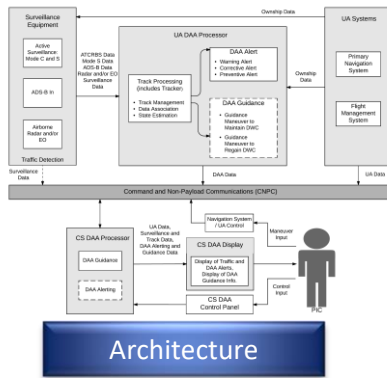 Surveillance
Equipment
Active
Surveillance:
Mode C and S
ADS-B In
Airborne
Radar and/or
EO
Traffic Detection
ATCRBS Data
Mode S Data
ADS-B Data
Radar and/or EO
Surveillance
Data
UA DAA Processor
Track Processing
(includes Tracker)
• Track Management
• Data Association
• State Estimation
DAA Alert
• Warning Alert
• Corrective Alert
• Preventive Alert
DAA Guidance
• Guidance
Maneuver to
Maintain DWC
• Guidance
Maneuver to
Regain DWC
Ownship Data
Ownship
Data
UA Systems
Primary
Navigation
System
Flight
Management
System
Surveillance
Data
DAA Data
UA Data
Command and Non-Payload Communications (CNPC)
CS DAA Processor
DAA Guidance
DAA Alerting
UA Data,
Surveillance and
Track Data,
DAA Alerting and
Guidance Data
Navigation System
/ UA Control
CS DAA Display
Display of Traffic and
DAA Alerts,
Display of DAA
Guidance Info.
CS DAA
Control Panel
Maneuver
Input
Control
Input
PIC
Architecture